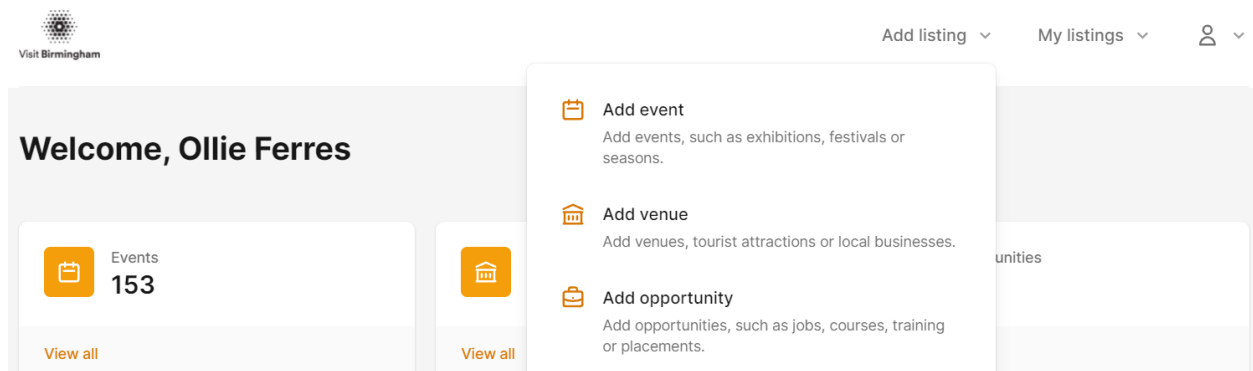 Visit Birmingham
Add listing
My listings
Add event
Add events, such as exhibitions, festivals or
seasons.
Welcome, Ollie Ferres
Add venue
Add venues, tourist attractions or local businesses.
Events
153
unities
Add opportunity
Add opportunities, such as jobs, courses, training
or placements.
View all
View all